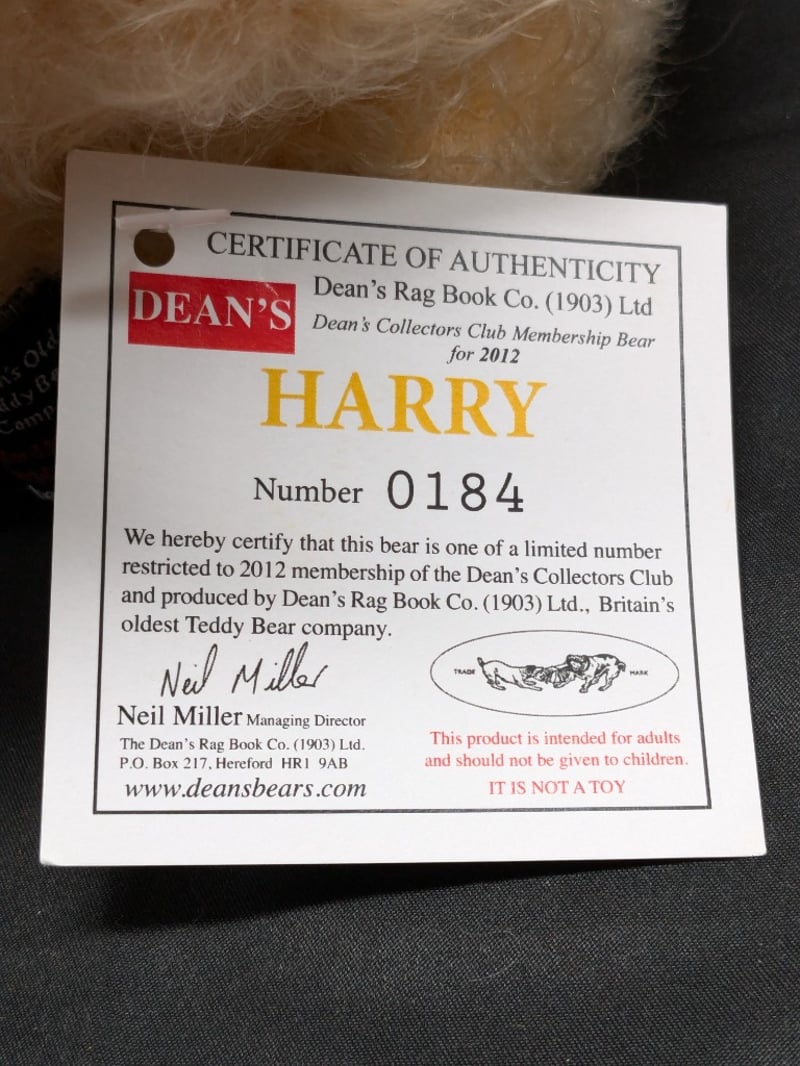 CERTIFICATE OF AUTHENTICITY
DEAN'S
Dean's Rag Book Co. (1903) Ltd
Dean's Collectors Club Membership Bear
for 2012
HARRY
Number 0184
We hereby certify that this bear is one of a limited number
restricted to 2012 membership of the Dean's Collectors Club
and produced by Dean's Rag Book Co. (1903) Ltd., Britain's
oldest Teddy Bear company.
Neil Miller
Neil Miller Managing Director
The Dean's Rag Book Co. (1903) Ltd.
P.O. Box 217, Hereford HR1 9AB
www.deansbears.com
TRADE MARK
This product is intended for adults
and should not be given to children.
IT IS NOT A TOY